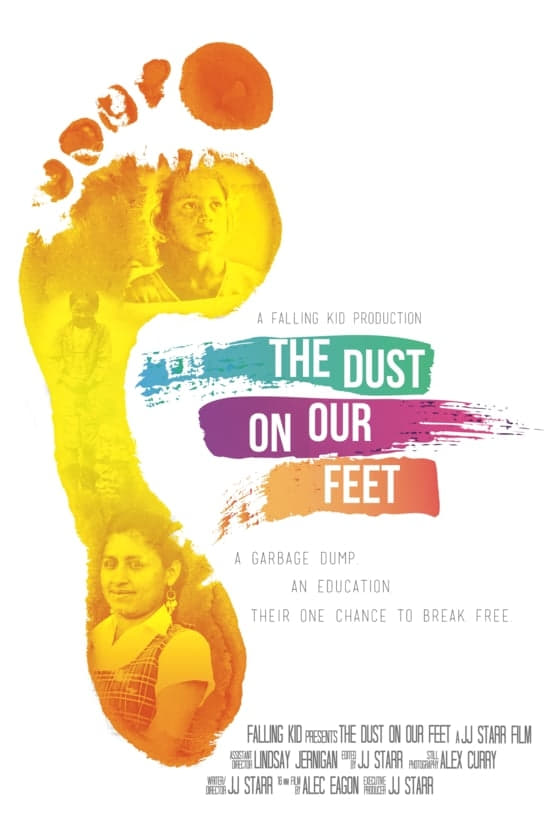 A FALLING KID PRODUCTION
THE DUST
ON OUR
FEET
A GARBAGE DUMP.
AN EDUCATION
THEIR ONE CHANCE TO BREAK FREE.
FALLING KID PRESENTS THE DUST ON OUR FEET A JJ STARR FILM
ASSISTANT DIRECTOR LINDSAY JERNIGAN EDITED BY JJ STARR STILL PHOTOGRAPHY ALEX CURRY
WRITER/DIRECTOR JJ STARR 16 MM FILM BY ALEC EAGON EXECUTIVE PRODUCER JJ STARR